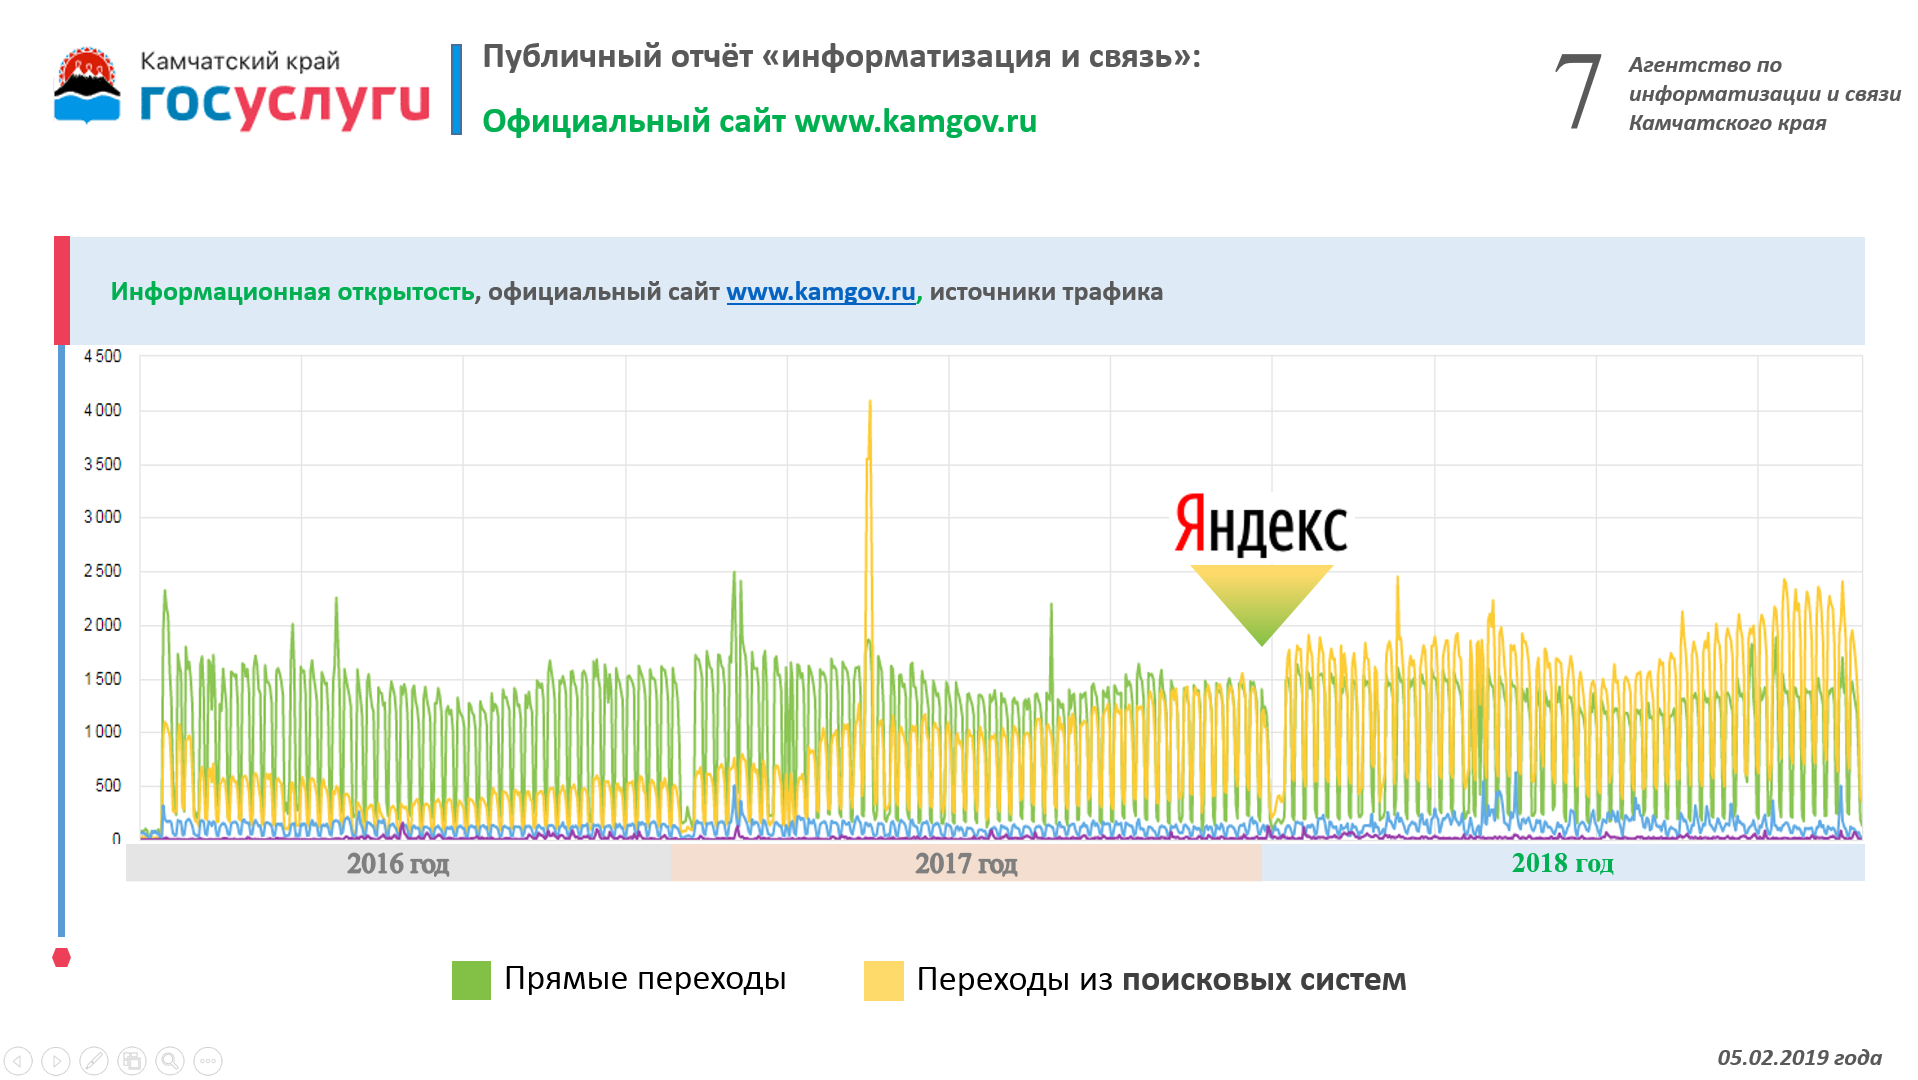 Камчатский край
госуслуги
Публичный отчёт «информатизация и связь»:
Официальный сайт www.kamgov.ru
7
Агентство по
информатизации и связи
Камчатского края
Информационная открытость, официальный сайт www.kamgov.ru, источники трафика
4 500
4 000
3 500
3 000
2 500
2 000
1 500
1 000
500
0
Яндекс
2016 год
2017 год
2018 год
Прямые переходы
Переходы из поисковых систем
05.02.2019 года